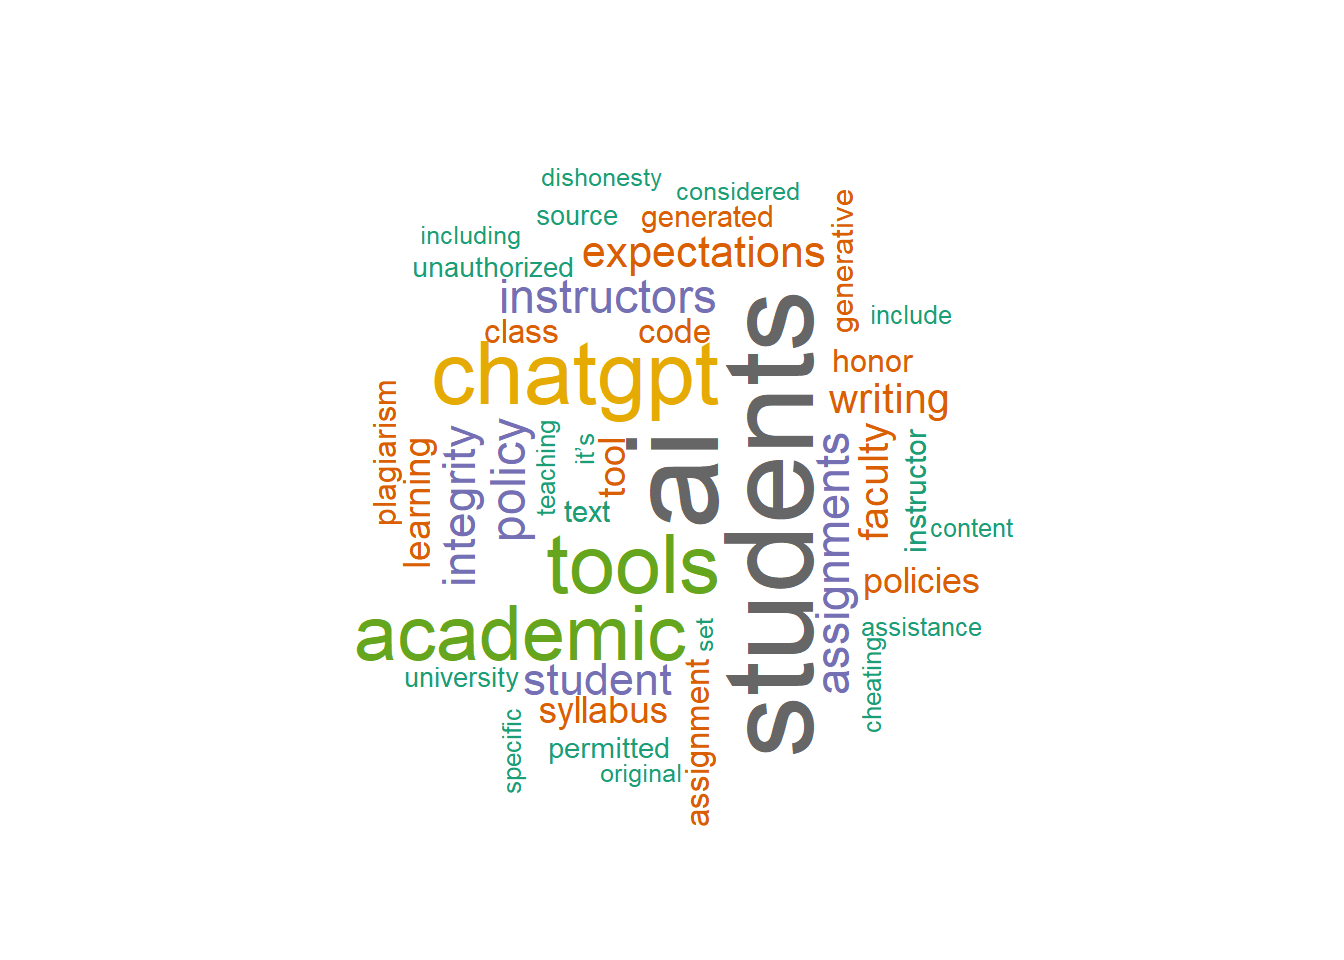 dishonesty
considered
source
generated
generative
including
expectations
unauthorized
instructors
include
class
code
chatgpt
honor
students
writing
plagiarism
learning
integrity
policy
teaching
it's
tool
ai
text
assignments
faculty
instructor
content
tools
policies
academic
set
assistance
cheating
university
student
syllabus
assignment
specific
permitted
original